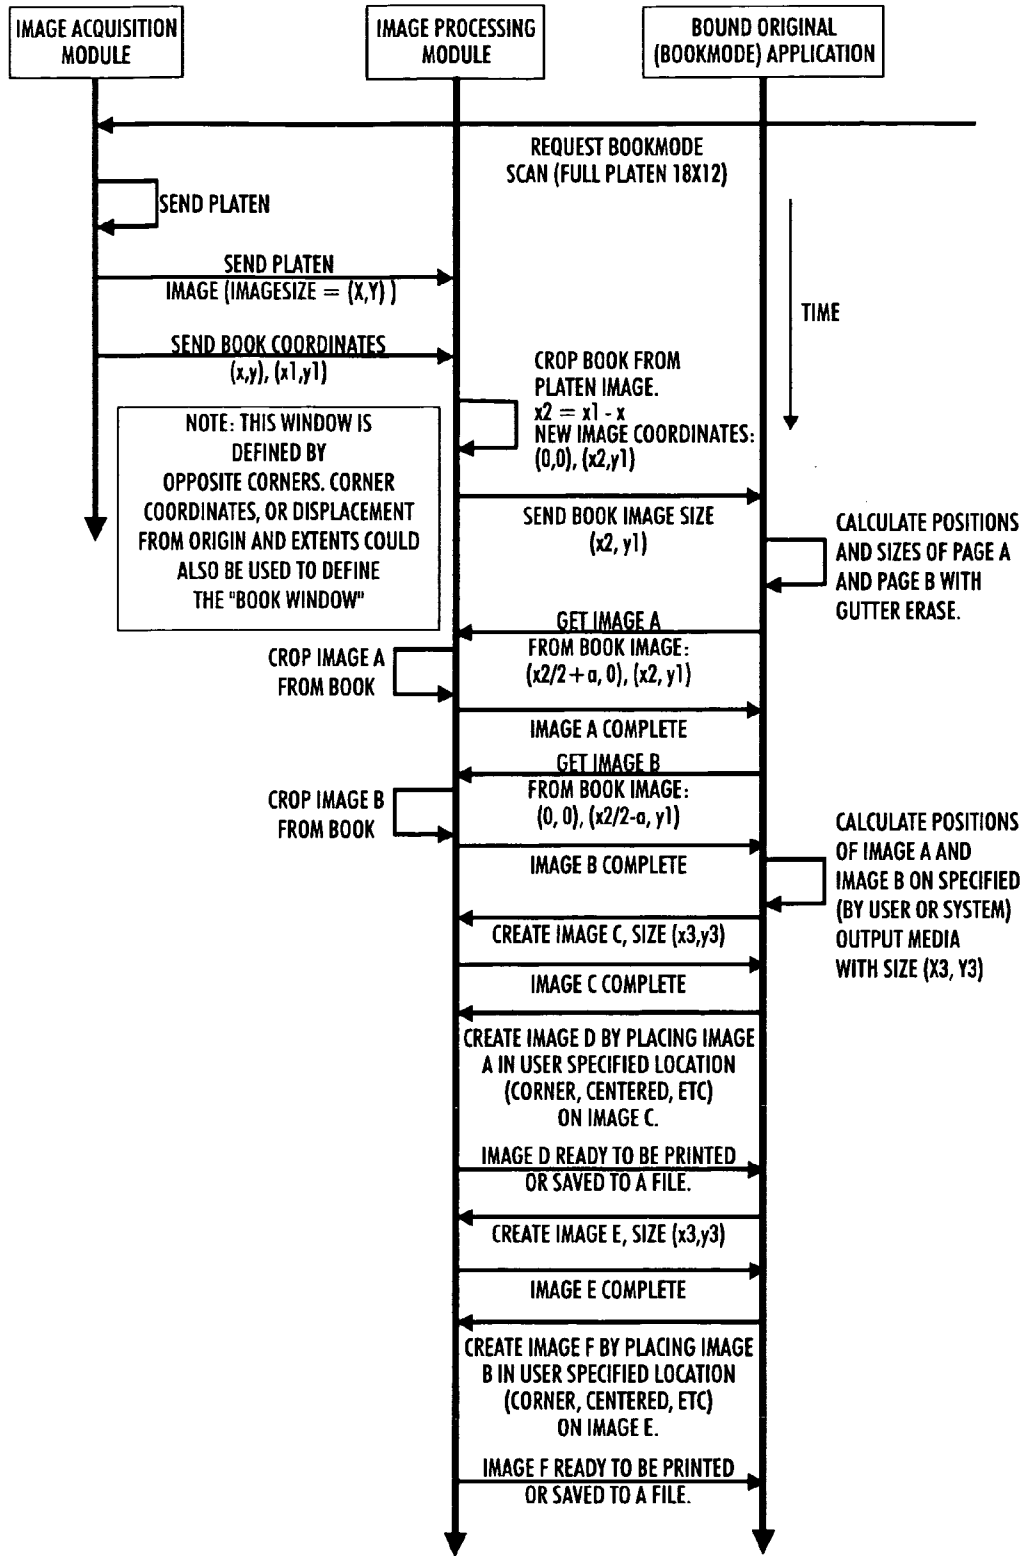 IMAGE ACQUISITION
MODULE
IMAGE PROCESSING
MODULE
BOUND ORIGINAL
(BOOKMODE) APPLICATION
REQUEST BOOKMODE
SCAN (FULL PLATEN 18X12)
SEND PLATEN
SEND PLATEN
IMAGE (IMAGESIZE = (X,Y) )
TIME
SEND BOOK COORDINATES
(x,y), (x1,y1)
CROP BOOK FROM
PLATEN IMAGE.
x2 = x1 - x
NEW IMAGE COORDINATES:
(0,0), (x2,y1)
NOTE: THIS WINDOW IS
DEFINED BY
OPPOSITE CORNERS. CORNER
COORDINATES, OR DISPLACEMENT
FROM ORIGIN AND EXTENTS COULD
ALSO BE USED TO DEFINE
THE "BOOK WINDOW"
SEND BOOK IMAGE SIZE
(x2, y1)
CALCULATE POSITIONS
AND SIZES OF PAGE A
AND PAGE B WITH
GUTTER ERASE.
GET IMAGE A
FROM BOOK IMAGE:
(x2/2+a, 0), (x2, y1)
CROP IMAGE A
FROM BOOK
IMAGE A COMPLETE
GET IMAGE B
FROM BOOK IMAGE:
(0, 0), (x2/2-a, y1)
CROP IMAGE B
FROM BOOK
IMAGE B COMPLETE
CALCULATE POSITIONS
OF IMAGE A AND
IMAGE B ON SPECIFIED
(BY USER OR SYSTEM)
OUTPUT MEDIA
WITH SIZE (X3, Y3)
CREATE IMAGE C, SIZE (x3,y3)
IMAGE C COMPLETE
CREATE IMAGE D BY PLACING IMAGE
A IN USER SPECIFIED LOCATION
(CORNER, CENTERED, ETC)
ON IMAGE C.
IMAGE D READY TO BE PRINTED
OR SAVED TO A FILE.
CREATE IMAGE E, SIZE (x3,y3)
IMAGE E COMPLETE
CREATE IMAGE F BY PLACING IMAGE
B IN USER SPECIFIED LOCATION
(CORNER, CENTERED, ETC)
ON IMAGE E.
IMAGE F READY TO BE PRINTED
OR SAVED TO A FILE.